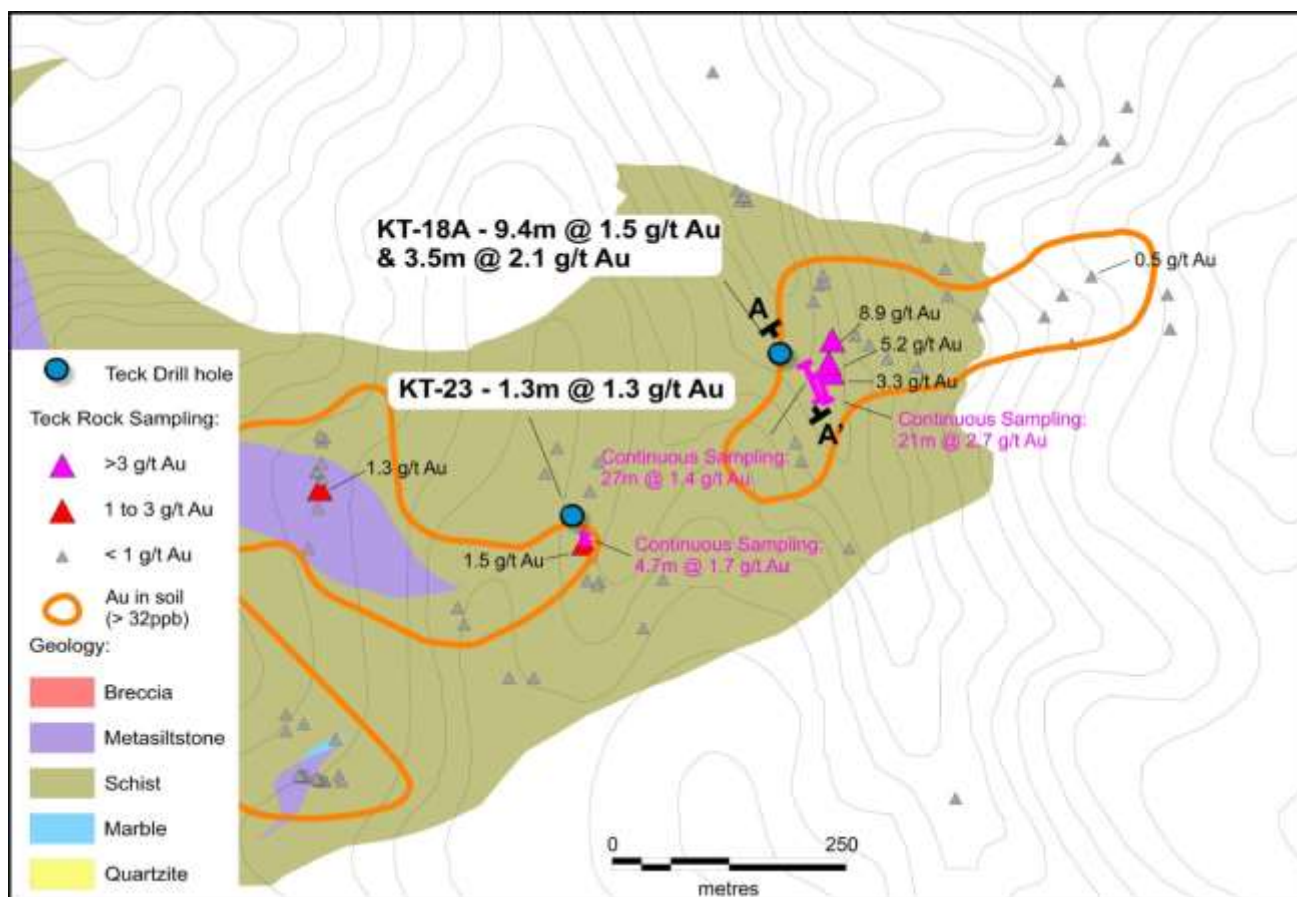 KT-18A - 9.4m @ 1.5 g/t Au
& 3.5m @ 2.1 g/t Au
0.5 g/t Au
A
8.9 g/t Au
5.2 g/t Au
3.3 g/t Au
A'
Continuous Sampling:
21m @ 2.7 g/t Au
KT-23 - 1.3m @ 1.3 g/t Au
Continuous Sampling:
27m @ 1.4 g/t Au
1.3 g/t Au
1.5 g/t Au
Continuous Sampling:
4.7m @ 1.7 g/t Au
Teck Drill hole
Teck Rock Sampling:
>3 g/t Au
1 to 3 g/t Au
< 1 g/t Au
Au in soil
(> 32ppb)
Geology:
Breccia
Metasiltstone
Schist
Marble
Quartzite
0 250
metres